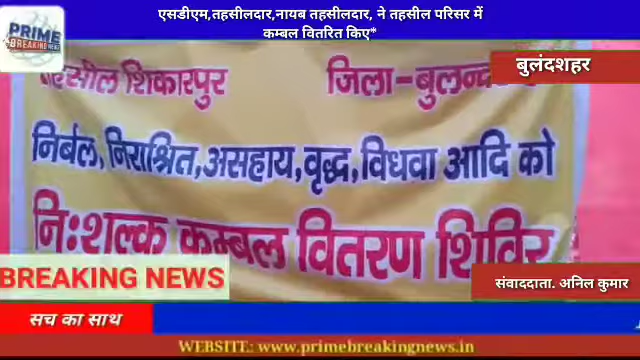 एसडीएम,तहसीलदार,नायब तहसीलदार, ने तहसील परिसर में
कम्बल वितरित किए*
PRIME
BREAKING NEWS
बुलंदशहर
तहसील शिकारपुर जिला-बुलन्द
निर्बल, निराश्रित,असहाय,वृद्ध,विधवा आदि को
निःशुल्क कम्बल वितरण शिविर
BREAKING NEWS
संवाददाता. अनिल कुमार
सच का साथ
WEBSITE: www.primebreakingnews.in